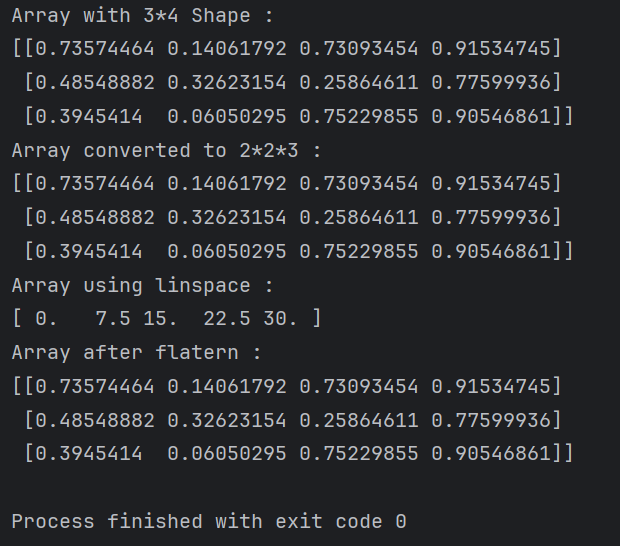 Array with 3*4 Shape :
[[0.73574464 0.14061792 0.73093454 0.91534745]
 [0.48548882 0.32623154 0.25864611 0.77599936]
 [0.3945414  0.06050295 0.75229855 0.90546861]]
Array converted to 2*2*3 :
[[0.73574464 0.14061792 0.73093454 0.91534745]
 [0.48548882 0.32623154 0.25864611 0.77599936]
 [0.3945414  0.06050295 0.75229855 0.90546861]]
Array using linspace :
[ 0.   7.5 15.  22.5 30. ]
Array after flatern :
[[0.73574464 0.14061792 0.73093454 0.91534745]
 [0.48548882 0.32623154 0.25864611 0.77599936]
 [0.3945414  0.06050295 0.75229855 0.90546861]]

Process finished with exit code 0